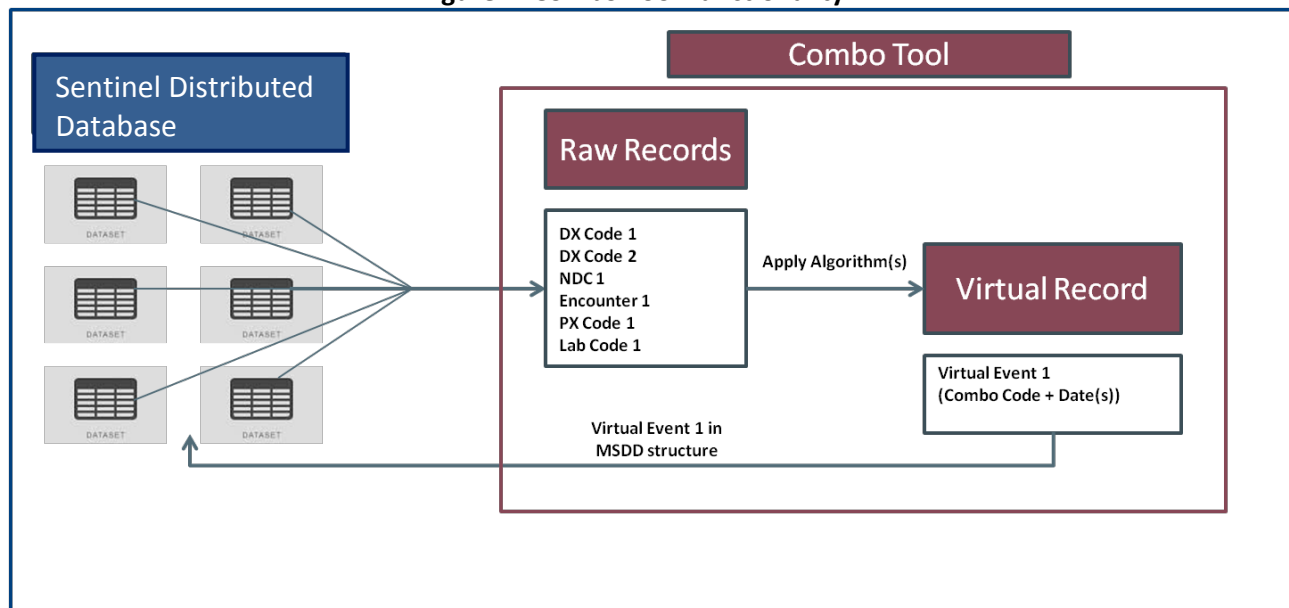 Combo Tool
Sentinel Distributed
Database
Raw Records
DATASET
DATASET
DX Code 1
DX Code 2
NDC 1
Encounter 1
PX Code 1
Lab Code 1
Apply Algorithm(s)
Virtual Record
DATASET
DATASET
Virtual Event 1
(Combo Code + Date(s))
DATASET
DATASET
Virtual Event 1 in
MSDD structure